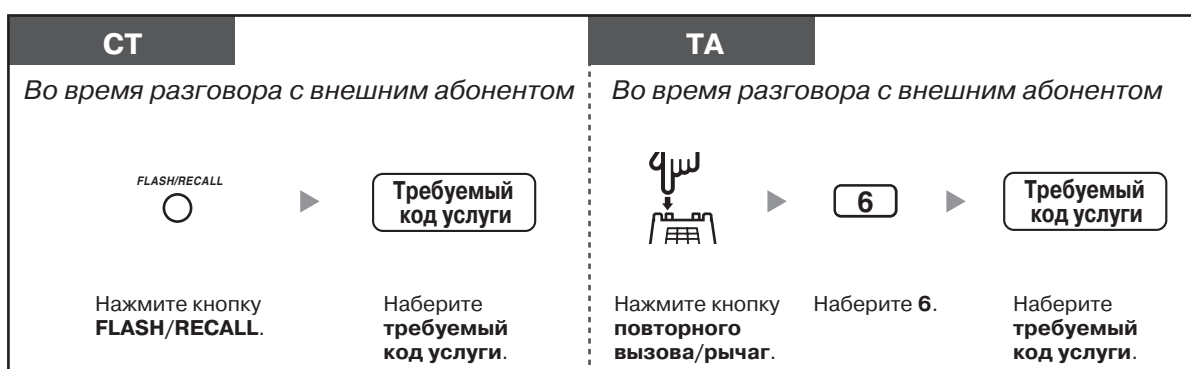 СТ
Во время разговора с внешним абонентом
FLASH/RECALL
Требуемый
код услуги
Нажмите кнопку
FLASH/RECALL.
Наберите
требуемый
код услуги.
ТА
Во время разговора с внешним абонентом
6
Требуемый
код услуги
Нажмите кнопку
повторного
вызова/рычаг.
Наберите 6.
Наберите
требуемый
код услуги.